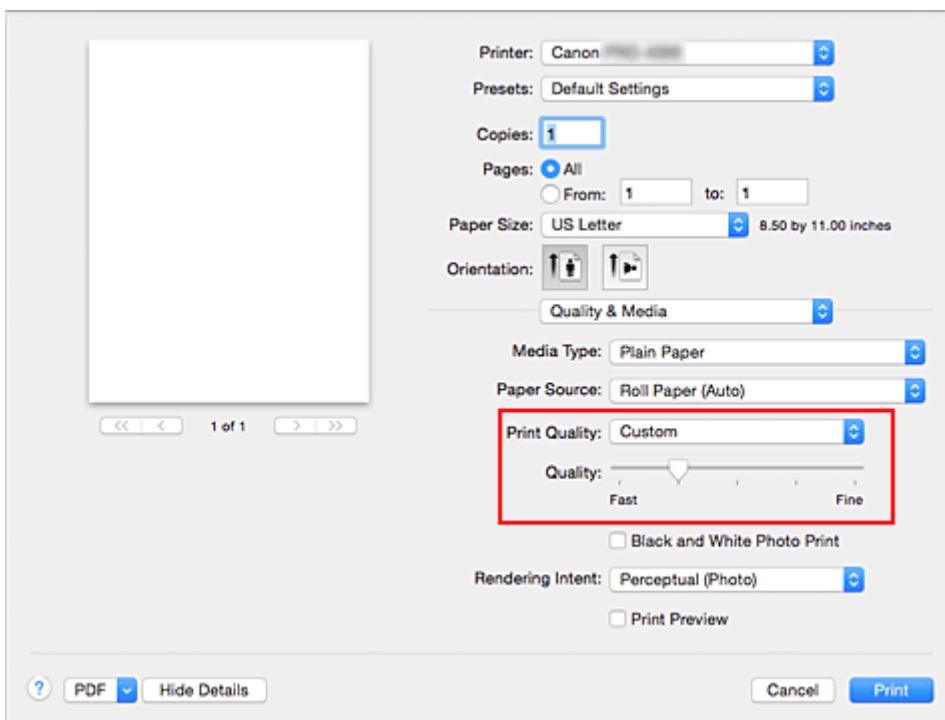 Printer: Canon
Presets: Default Settings
Copies: 1
Pages: All
From: 1 to: 1
Paper Size: US Letter 8.50 by 11.00 inches
Orientation:
Quality & Media
Media Type: Plain Paper
Paper Source: Roll Paper (Auto)
<< < 1 of 1 > >>
Print Quality: Custom
Quality:
Fast Fine
Black and White Photo Print
Rendering Intent: Perceptual (Photo)
Print Preview
? PDF Hide Details Cancel Print